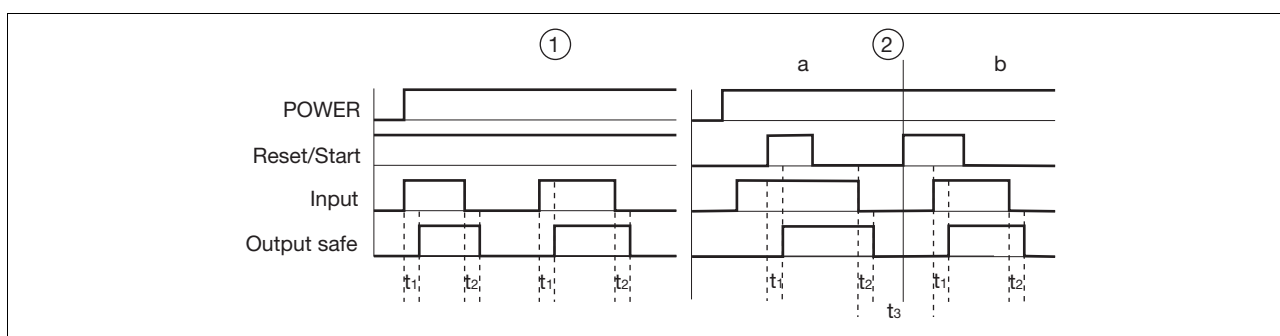 ① ②
a b
POWER
Reset/Start
Input
Output safe
t1 t2 t1 t2 t1 t2 t1 t2
t3